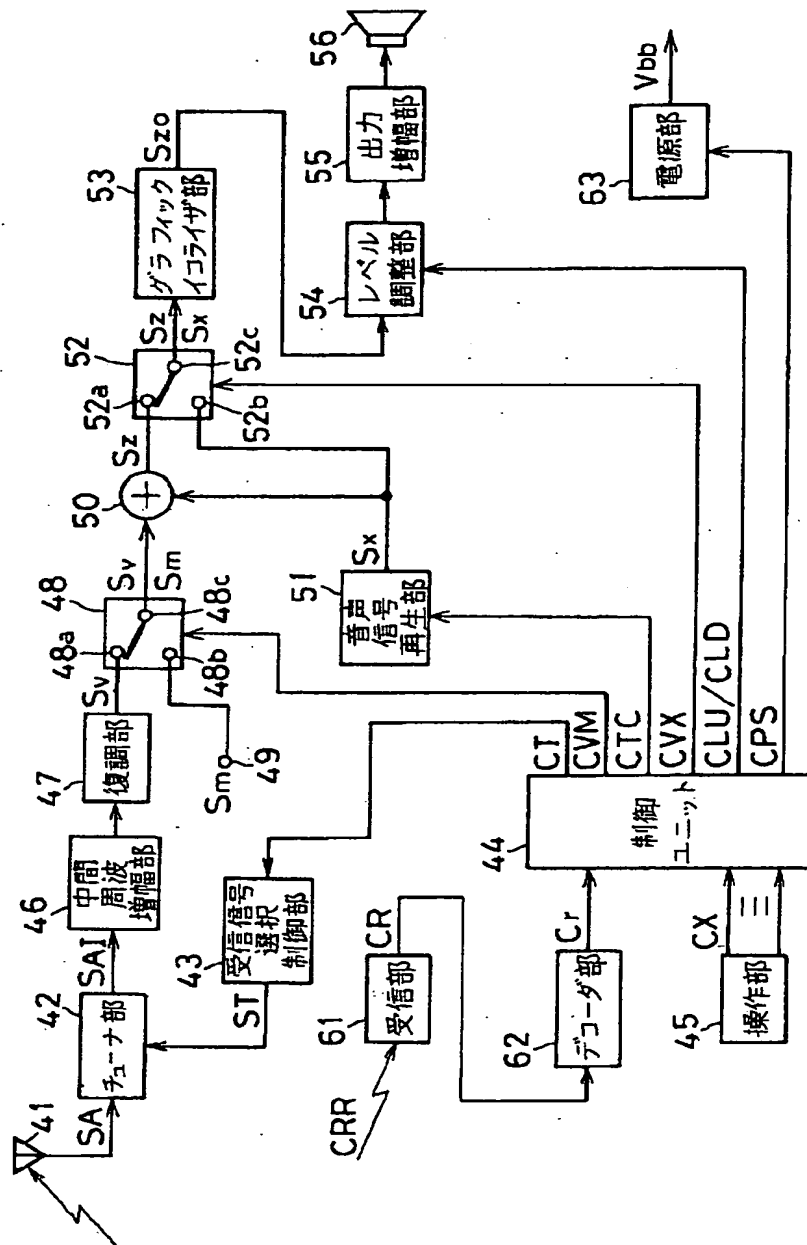 41
SA
42
チューナ部
SAI
46
中間
周波
増幅部
47
復調部
Sv
48a
48
48c
48b
Sm
49
Sv
Sm
50
Sz
52a
52
52c
52b
Sz
Sx
53
グラフィック
イコライザ部
Szo
54
レベル
調整部
55
出力
増幅部
56
ST
43
受信信号
選択
制御部
51
音声
信号
再生部
Sx
CRR
61
受信部
CR
62
デコーダ部
Cr
45
操作部
CX
44
制御
ユニット
CT
CVM
CTC
CVX
CLU/CLD
CPS
63
電源部
Vbb